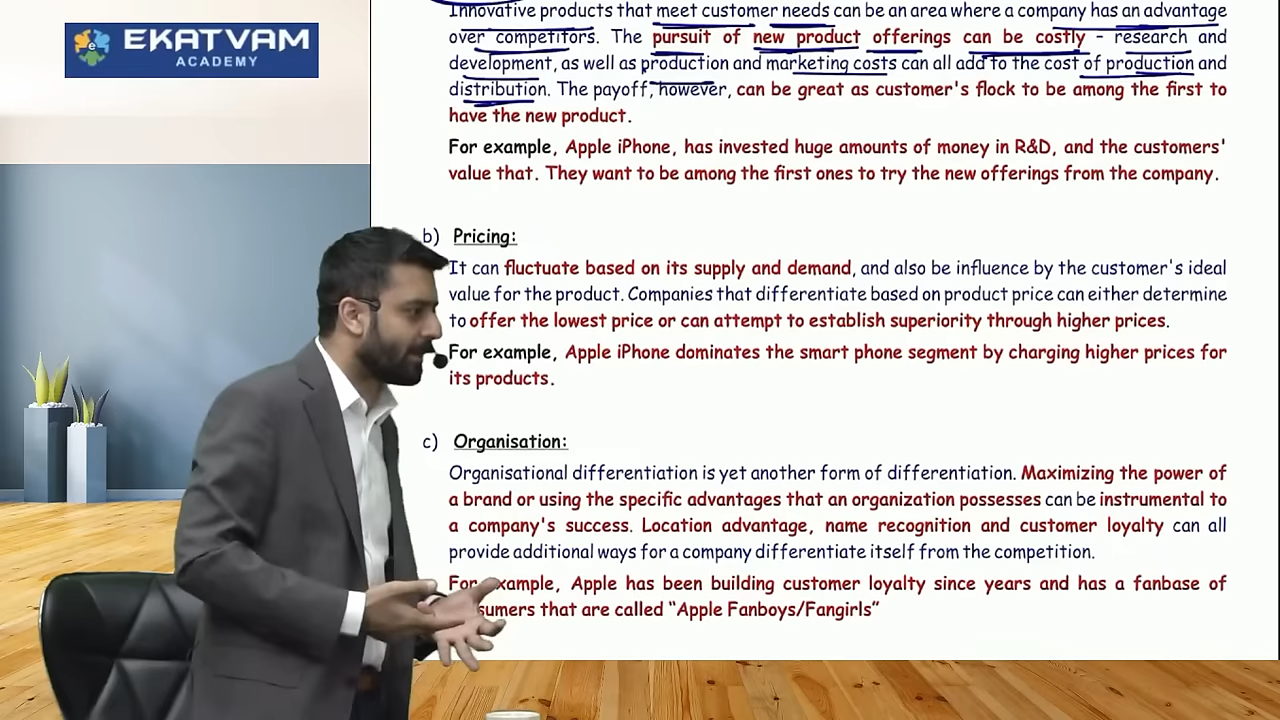 EKATVAM
ACADEMY
Innovative products that meet customer needs can be an area where a company has an advantage
over competitors. The pursuit of new product offerings can be costly - research and
development, as well as production and marketing costs can all add to the cost of production and
distribution. The payoff, however, can be great as customer's flock to be among the first to
have the new product.
For example, Apple iPhone, has invested huge amounts of money in R&D, and the customers'
value that. They want to be among the first ones to try the new offerings from the company.
b) Pricing:
It can fluctuate based on its supply and demand, and also be influence by the customer's ideal
value for the product. Companies that differentiate based on product price can either determine
to offer the lowest price or can attempt to establish superiority through higher prices.
For example, Apple iPhone dominates the smart phone segment by charging higher prices for
its products.
c) Organisation:
Organisational differentiation is yet another form of differentiation. Maximizing the power of
a brand or using the specific advantages that an organization possesses can be instrumental to
a company's success. Location advantage, name recognition and customer loyalty can all
provide additional ways for a company differentiate itself from the competition.
For example, Apple has been building customer loyalty since years and has a fanbase of
sumers that are called “Apple Fanboys/Fangirls”